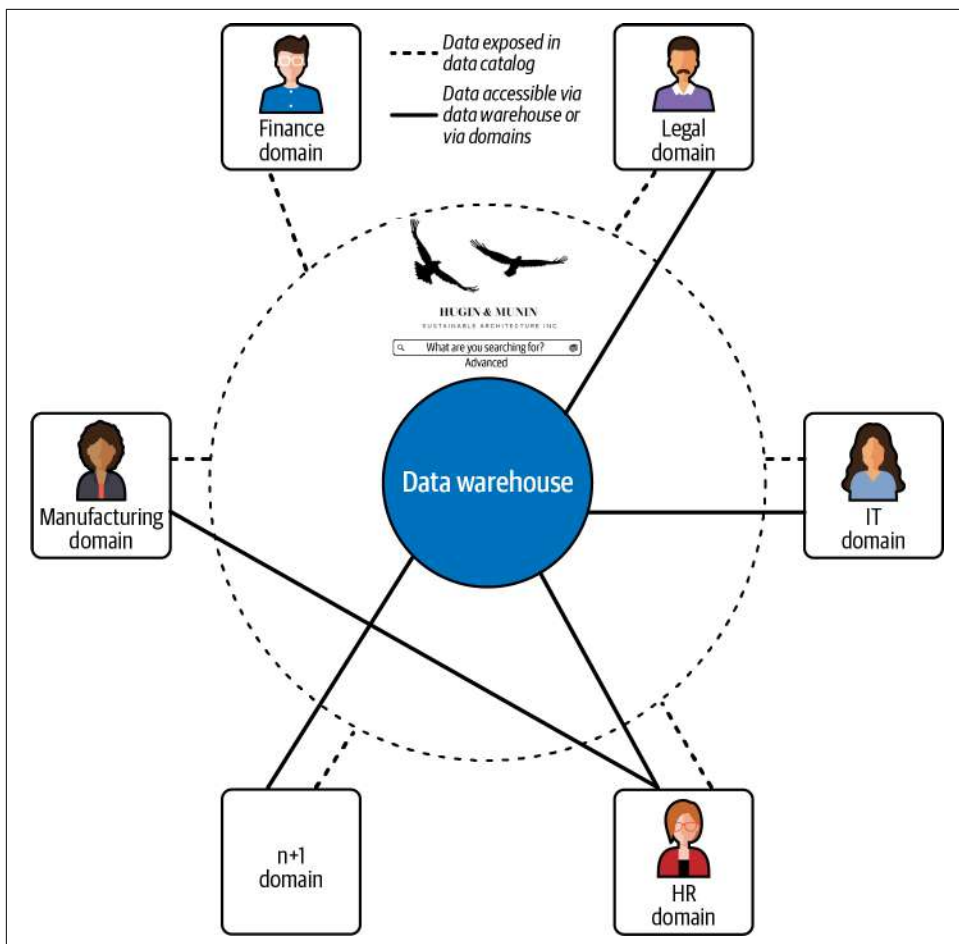 Finance
domain
Data exposed in
data catalog
Data accessible via
data warehouse or
via domains
Legal
domain
HUGIN & MUNIN
SUSTAINABLE ARCHITECTURE INC
What are you searching for?
Advanced
Manufacturing
domain
Data warehouse
IT
domain
n+1
domain
HR
domain